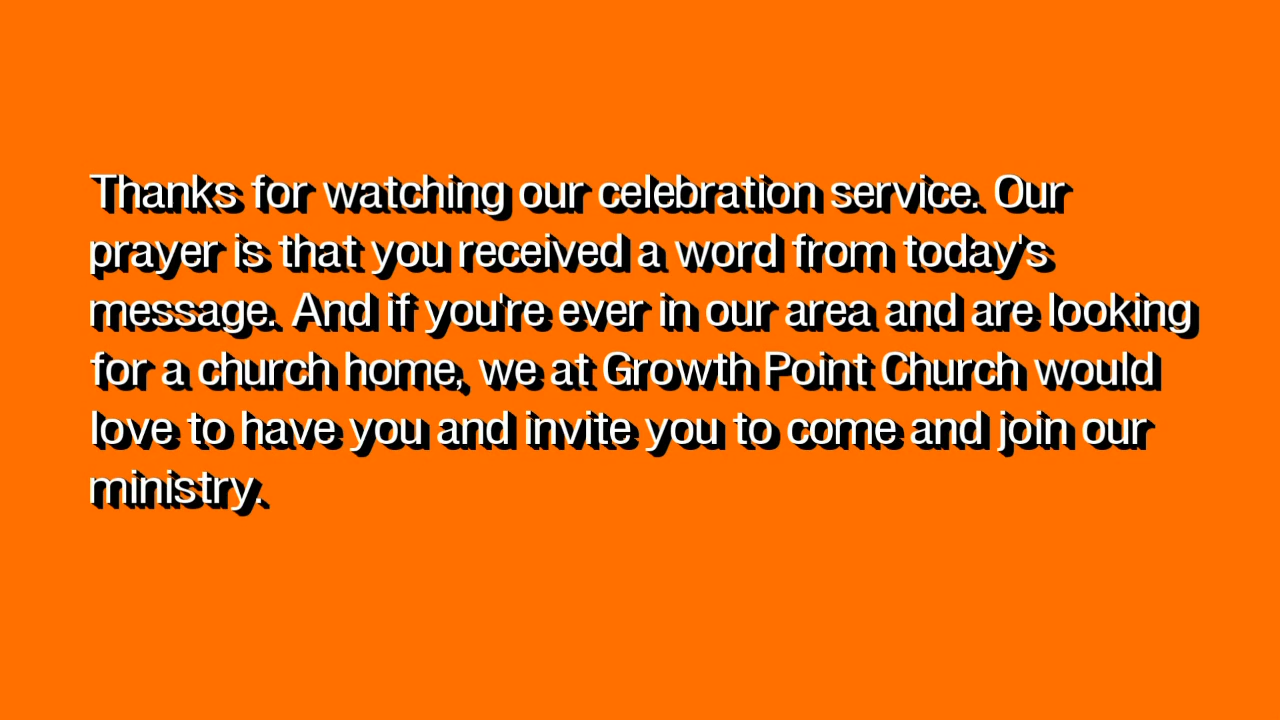 Thanks for watching our celebration service. Our
prayer is that you received a word from today's
message. And if you're ever in our area and are looking
for a church home, we at Growth Point Church would
love to have you and invite you to come and join our
ministry.